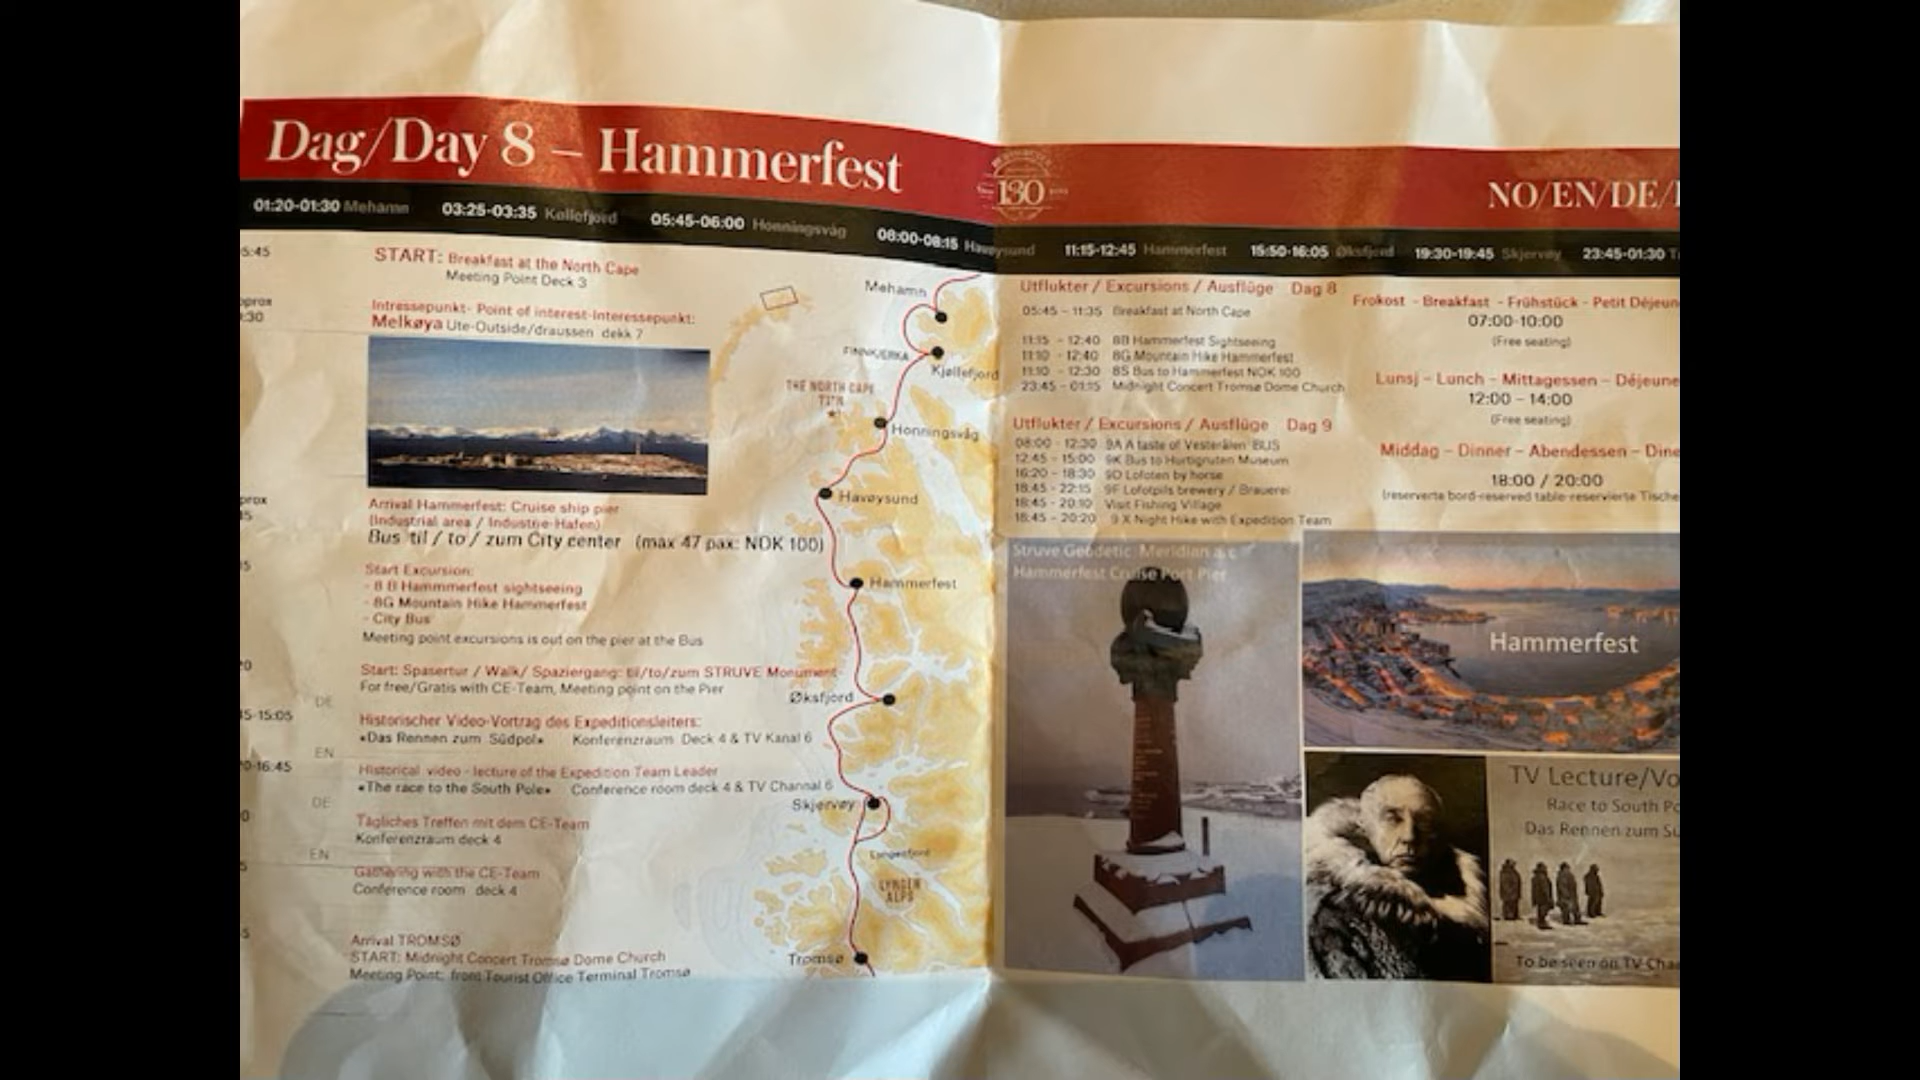 Dag/Day 8 – Hammerfest
130
NO/EN/DE/
01:20-01:30 Mehamn 03:25-03:35 Køllefjord 05:45-06:00 Honningsvåg 08:00-08:15 Havøysund 11:15-12:45 Hammerfest 15:50-16:05 Øksfjord 19:30-19:45 Skjervøy 23:45-01:30
5:45
START: Breakfast at the North Cape
Meeting Point Deck 3
:30
Intressepunkt- Point of interest-Interessepunkt:
Melkøya Ute-Outside/draussen dekk 7
Arrival Hammerfest: Cruise ship pier
(Industrial area / Industrie-Hafen)
Bus til / to / zum City center (max 47 pax: NOK 100)
Start Excursion:
- 8 B Hammmerfest sightseeing
- 8G Mountain Hike Hammerfest
- City Bus
Meeting point excursions is out on the pier at the Bus
Start: Spasertur / Walk/ Spaziergang: til/to/zum STRUVE Monument
For free/Gratis with CE-Team, Meeting point on the Pier
DE
5-15:05
Historischer Video-Vortrag des Expeditionsleiters:
«Das Rennen zum Südpol» Konferenzraum Deck 4 & TV Kanal 6
EN
0-16:45
Historical video - lecture of the Expedition Team Leader
«The race to the South Pole» Conference room deck 4 & TV Channal 6
DE
Tägliches Treffen mit dem CE-Team
Konferenzraum deck 4
EN
Gathering with the CE-Team
Conference room deck 4
Arrival TROMSØ
START: Midnight Concert Tromsø Dome Church
Meeting Point: front Tourist Office Terminal Tromsø
Mehamn
FINNKJERKA
Kjøllefjord
THE NORTH CAPE
Honningsvåg
Havøysund
Hammerfest
Øksfjord
Skjervøy
LYNGEN
ALPS
Tromsø
Utflukter / Excursions / Ausflüge Dag 8
05:45 - 11:35 Breakfast at North Cape
11:15 - 12:40 8B Hammerfest Sightseeing
11:10 - 12:40 8G Mountain Hike Hammerfest
11:10 - 12:30 8S Bus to Hammerfest NOK 100
23:45 - 01:15 Midnight Concert Tromsø Dome Church
Utflukter / Excursions / Ausflüge Dag 9
08:00 - 12:30 9A A taste of Vesterålen BUS
12:45 - 15:00 9K Bus to Hurtigruten Museum
16:20 - 18:30 9D Lofoten by horse
18:45 - 22:15 9F Lofotpils brewery / Brauerei
18:45 - 20:10 Visit Fishing Village
18:45 - 20:20 9 X Night Hike with Expedition Team
Frokost - Breakfast - Frühstück - Petit Déjeun
07:00-10:00
(Free seating)
Lunsj – Lunch – Mittagessen – Déjeune
12:00 – 14:00
(Free seating)
Middag – Dinner – Abendessen – Dine
18:00 / 20:00
(reserverte bord-reserved table-reservierte Tische
Struve Geodetic Meridian arc
Hammerfest Cruise Port Pier
Hammerfest
TV Lecture/Vo
Race to South Po
Das Rennen zum Sü
To be seen on TV Cha